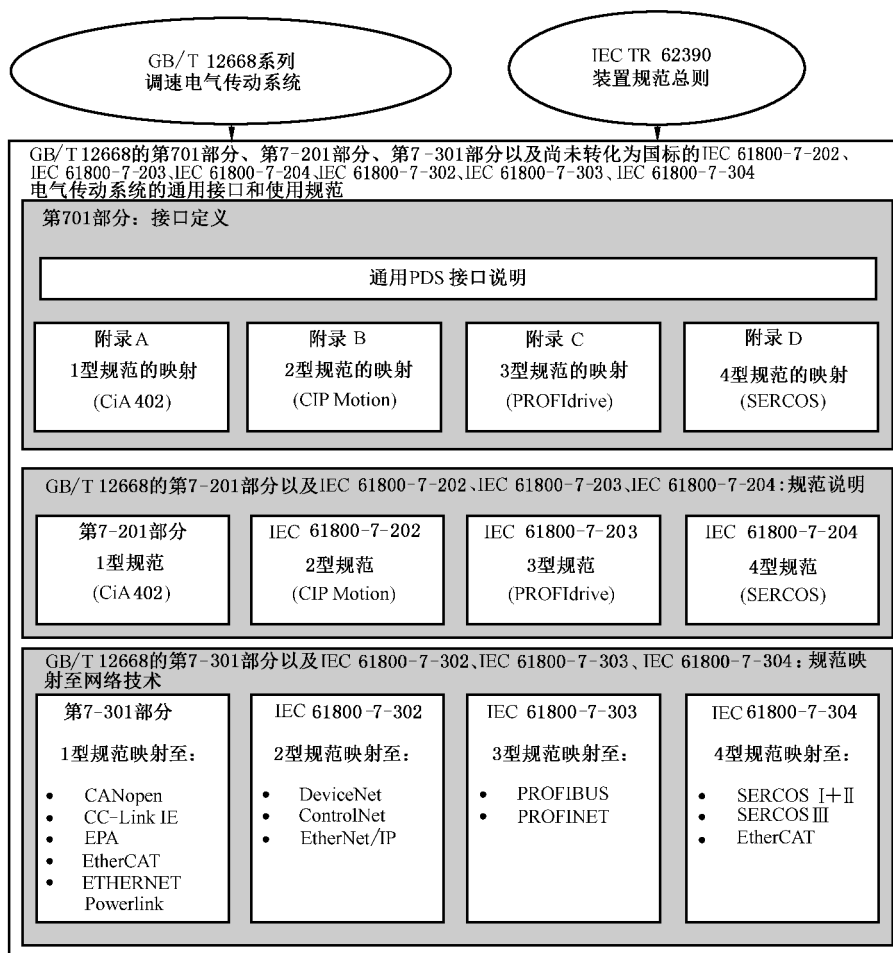 GB/T 12668系列
调速电气传动系统
IEC TR 62390
装置规范总则
GB/T 12668的第701部分、第7-201部分、第7-301部分以及尚未转化为国标的IEC 61800-7-202、
IEC 61800-7-203、IEC 61800-7-204、IEC 61800-7-302、IEC 61800-7-303、IEC 61800-7-304
电气传动系统的通用接口和使用规范
第701部分：接口定义
通用PDS 接口说明
附录A
1型规范的映射
(CiA 402)
附录 B
2型规范的映射
(CIP Motion)
附录 C
3型规范的映射
(PROFIdrive)
附录 D
4型规范的映射
(SERCOS)
GB/T 12668的第7-201部分以及IEC 61800-7-202、IEC 61800-7-203、IEC 61800-7-204:规范说明
第7-201部分
1型规范
(CiA 402)
IEC 61800-7-202
2型规范
(CIP Motion)
IEC 61800-7-203
3型规范
(PROFIdrive)
IEC 61800-7-204
4型规范
(SERCOS)
GB/T 12668的第7-301部分以及IEC 61800-7-302、IEC 61800-7-303、IEC 61800-7-304：规范映
射至网络技术
第7-301部分
1型规范映射至：
• CANopen
• CC-Link IE
• EPA
• EtherCAT
• ETHERNET
Powerlink
IEC 61800-7-302
2型规范映射至：
• DeviceNet
• ControlNet
• EtherNet/IP
IEC 61800-7-303
3型规范映射至：
• PROFIBUS
• PROFINET
IEC 61800-7-304
4型规范映射至：
• SERCOS Ⅰ+Ⅱ
• SERCOS Ⅲ
• EtherCAT